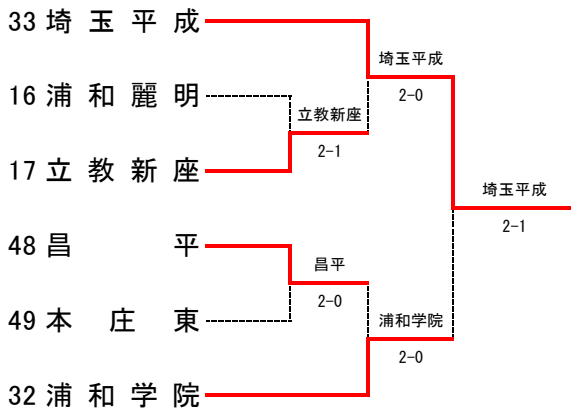 33 埼玉平成
埼玉平成
2-0
16 浦和麗明
立教新座
2-1
17 立教新座
埼玉平成
2-1
48 昌平
昌平
2-0
49 本庄東
浦和学院
2-0
32 浦和学院